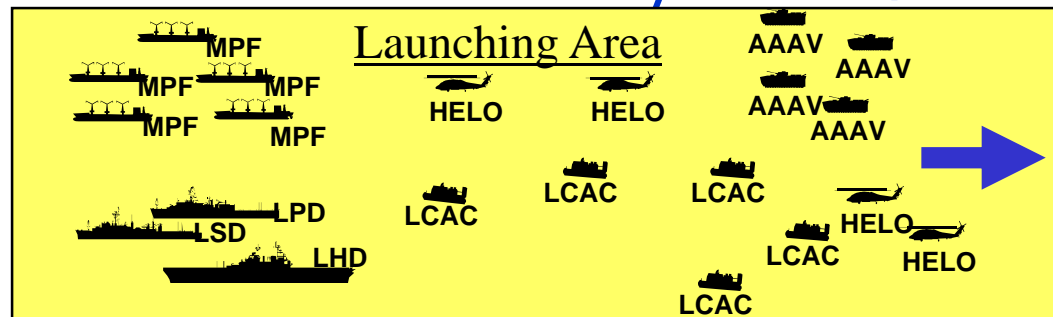 Launching Area
MPF
MPF
MPF
MPF
MPF
HELO
HELO
AAAV
AAAV
AAAV
AAAV
LCAC
LCAC
LCAC
LCAC
LCAC
HELO
HELO
LPD
LSD
LHD